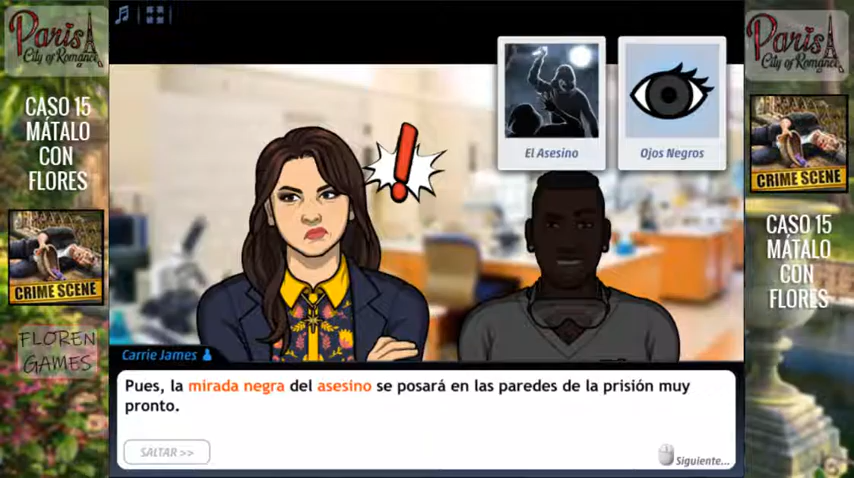 Paris
City of Romance
CASO 15
MÁTALO
CON
FLORES
CRIME SCENE
FLOREN
GAMES
El Asesino
Ojos Negros
Carrie James
Pues, la mirada negra del asesino se posará en las paredes de la prisión muy
pronto.
SALTAR >>
Siguiente...
Paris
City of Romance
CRIME SCENE
CASO 15
MÁTALO
CON
FLORES